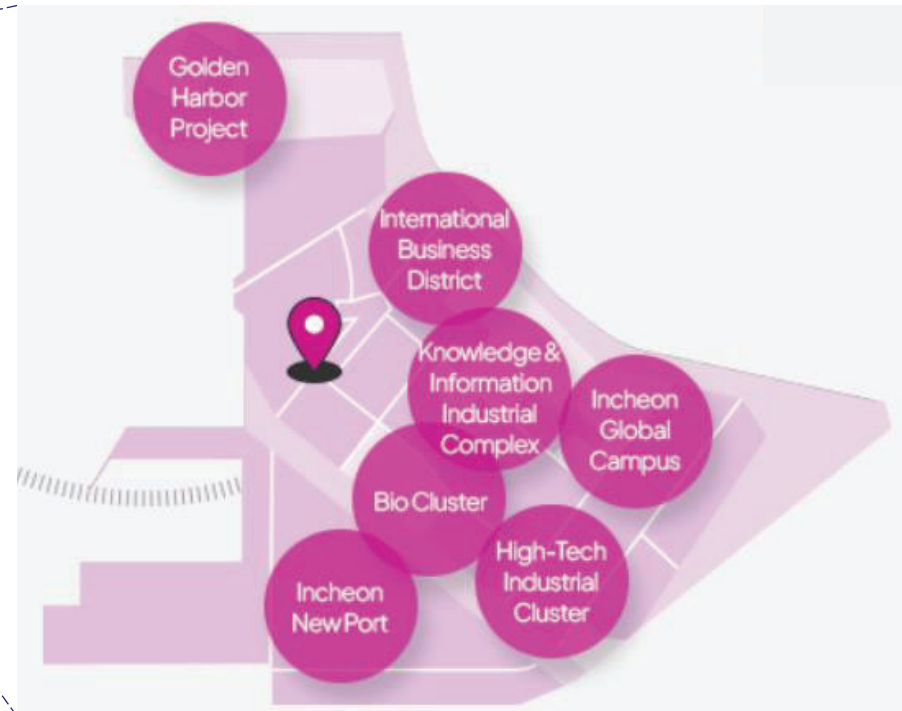 Golden
Harbor
Project
International
Business
District
Knowledge &
Information
Industrial
Complex
Incheon
Global
Campus
Bio Cluster
High-Tech
Industrial
Cluster
Incheon
New Port